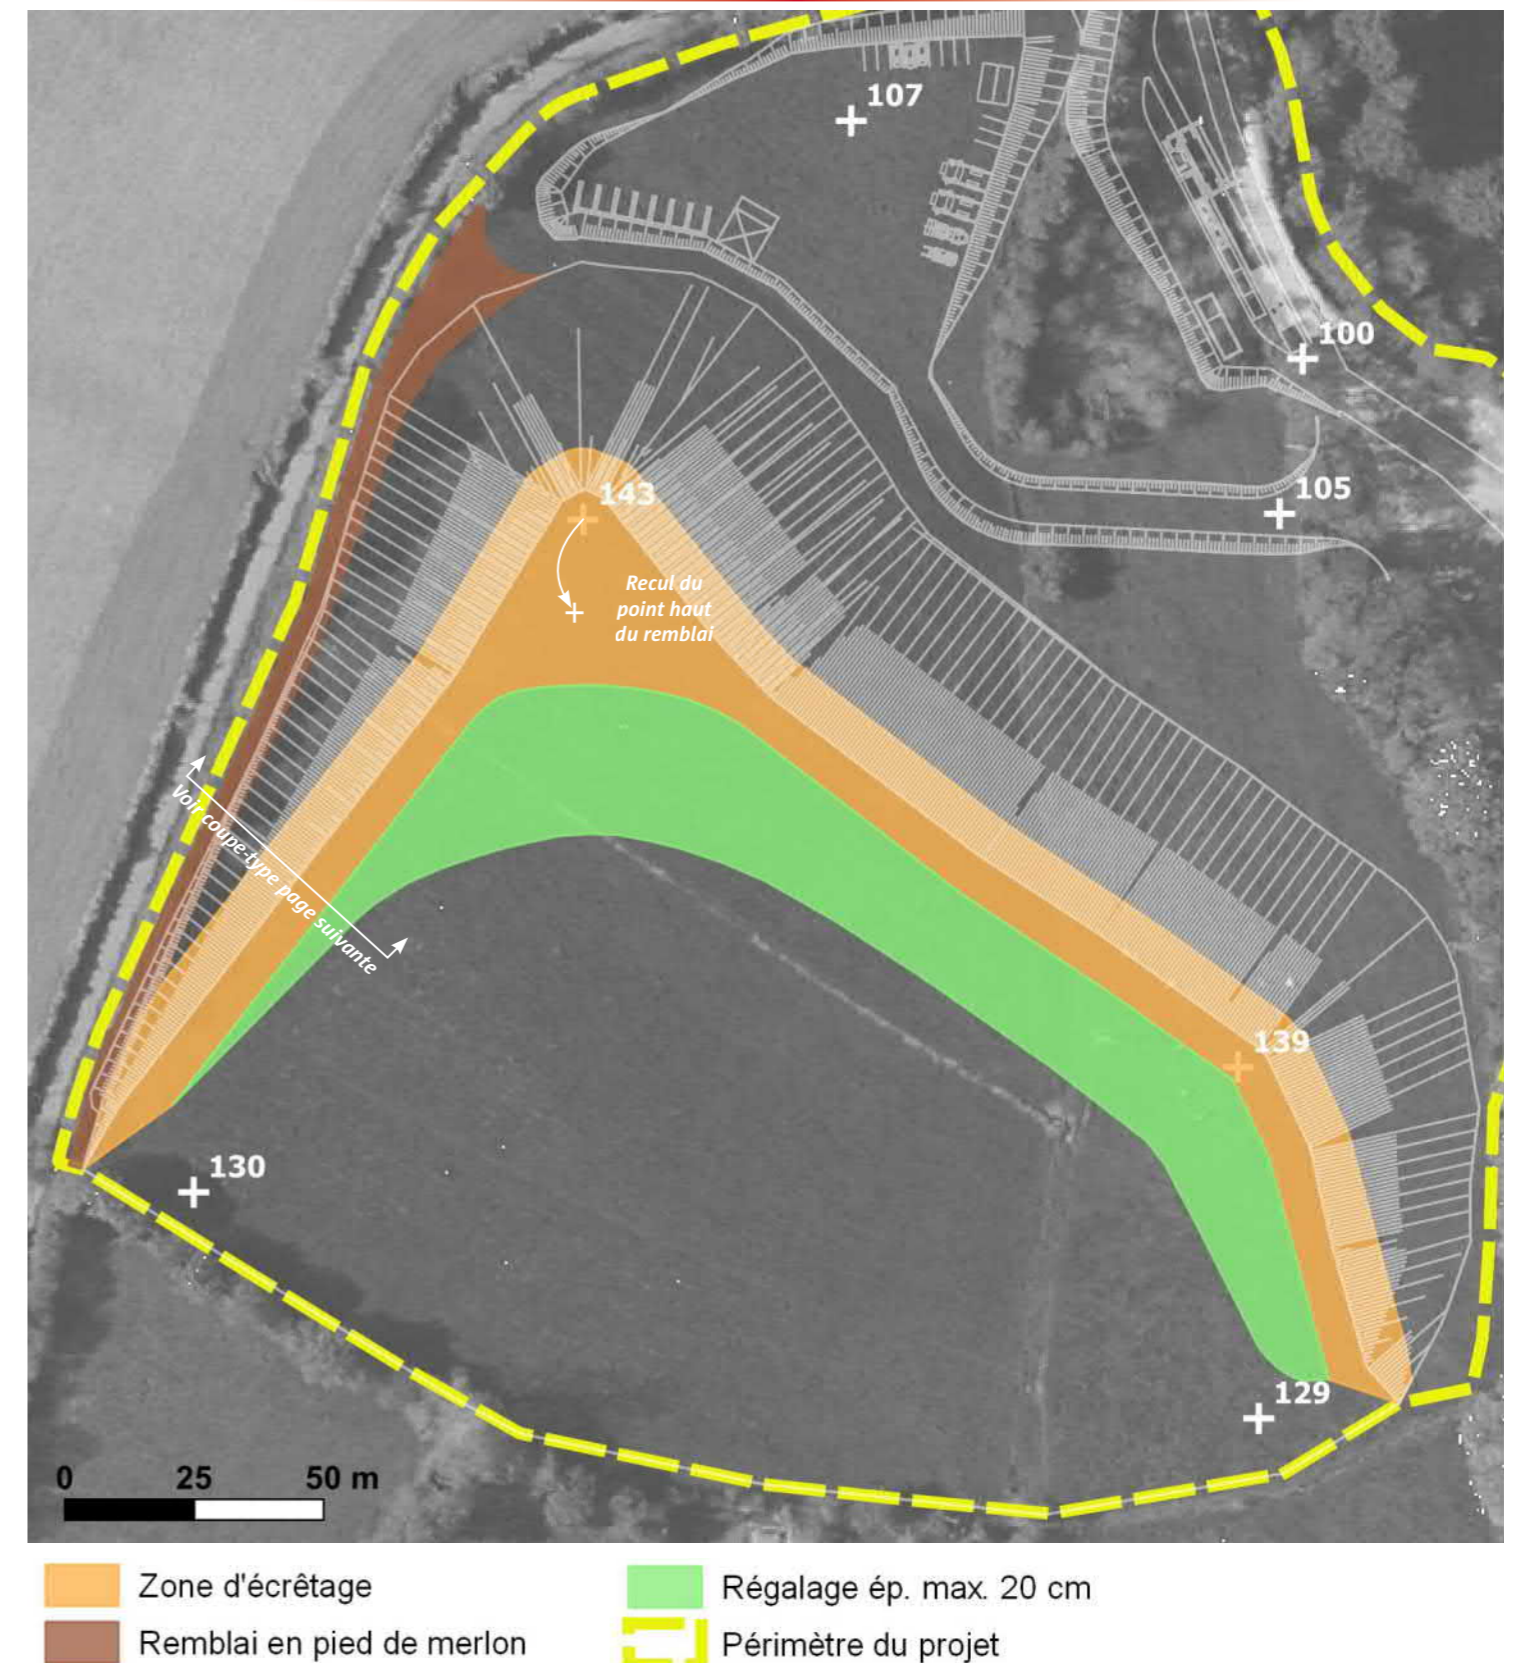 107
100
105
143
Recul du
point haut
du remblai
Voir coupe-type page suivante
139
130
129
0 25 50 m
Zone d'écrêtage
Régalage ép. max. 20 cm
Remblai en pied de merlon
Périmètre du projet